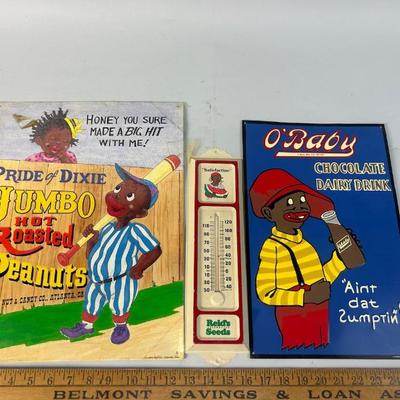 HONEY YOU SURE
MADE A BIG HIT
WITH ME!
PRIDE OF DIXIE
JUMBO
HOT
Roasted
Peanuts
NUT & CANDY CO., ATLANTA, GA
"Satisfaction"
120
Reid's
Seeds
O'Baby
CHOCOLATE
DAIRY DRINK
"Aint
dat
Sumptin"
BELMONT SAVINGS & LOAN